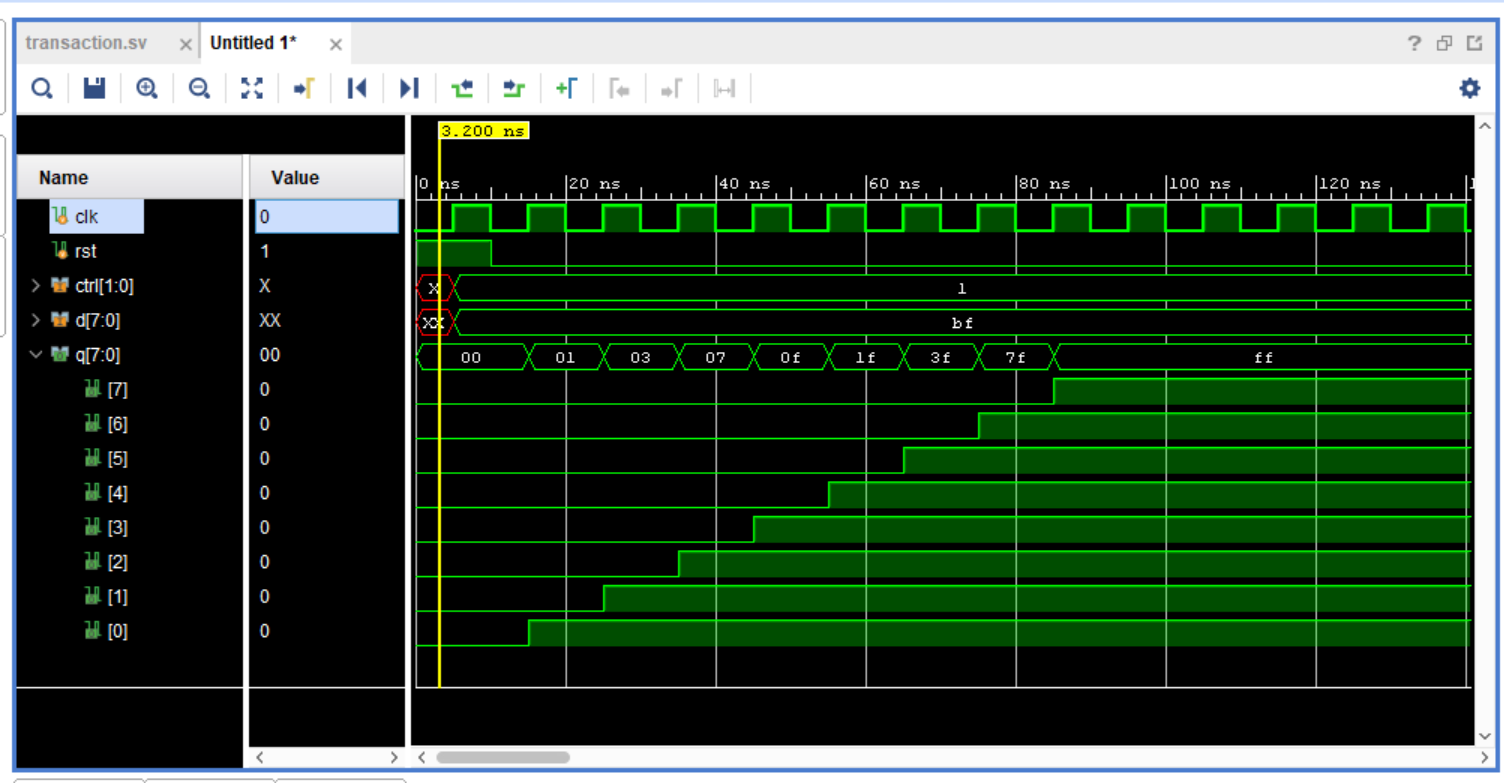 transaction.sv × Untitled 1* ×
3.200 ns
Name Value
0 ns 20 ns 40 ns 60 ns 80 ns 100 ns 120 ns
clk 0
rst 1
ctrl[1:0] X X 1
d[7:0] XX XX bf
q[7:0] 00 00 01 03 07 0f 1f 3f 7f ff
[7] 0
[6] 0
[5] 0
[4] 0
[3] 0
[2] 0
[1] 0
[0] 0